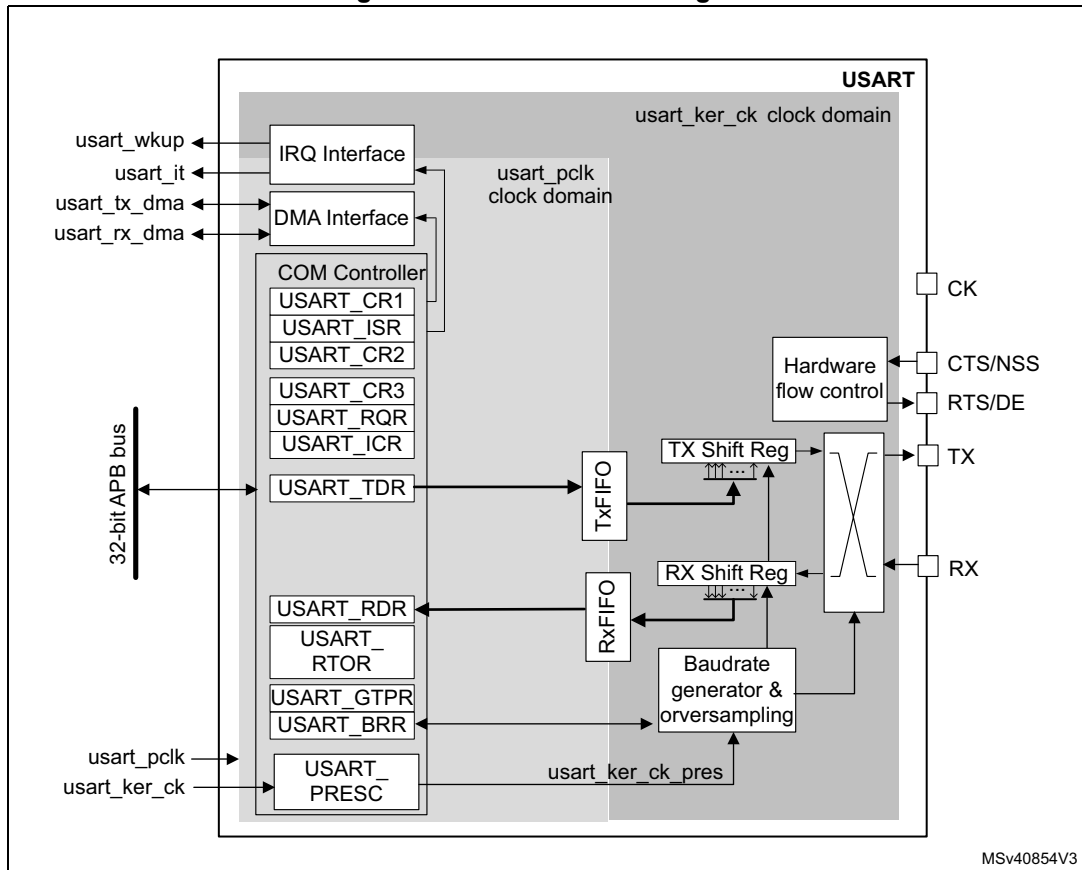 USART
usart_ker_ck clock domain
usart_wkup
IRQ Interface
usart_it
usart_pclk
clock domain
usart_tx_dma
DMA Interface
usart_rx_dma
COM Controller
USART_CR1
USART_ISR
USART_CR2
USART_CR3
USART_RQR
USART_ICR
USART_TDR
32-bit APB bus
TxFIFO
TX Shift Reg
...
Hardware
flow control
CK
CTS/NSS
RTS/DE
TX
RX
RX Shift Reg
...
RxFIFO
USART_RDR
USART_
RTOR
USART_GTPR
USART_BRR
Baudrate
generator &
orversampling
usart_pclk
usart_ker_ck
USART_
PRESC
usart_ker_ck_pres
MSv40854V3